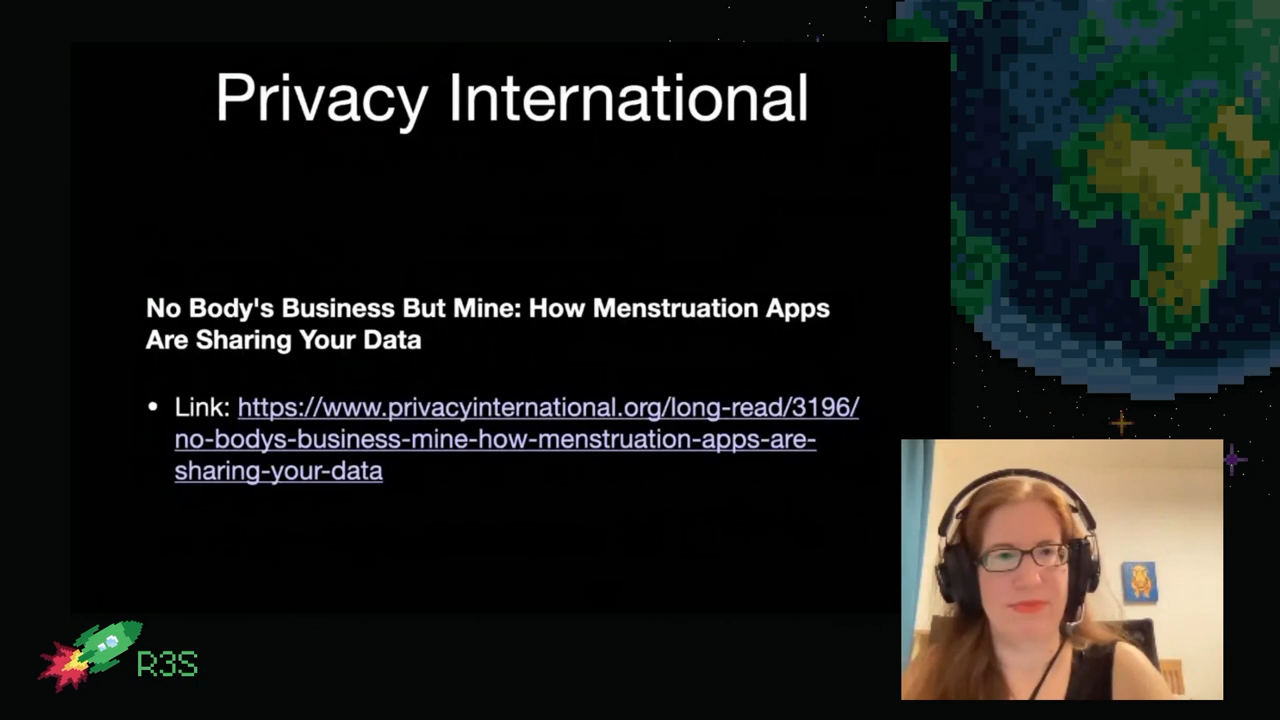 Privacy International
No Body's Business But Mine: How Menstruation Apps
Are Sharing Your Data
• Link: https://www.privacyinternational.org/long-read/3196/
no-bodys-business-mine-how-menstruation-apps-are-
sharing-your-data
R3S